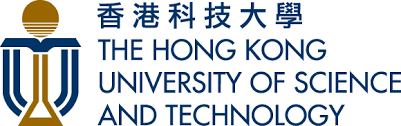 香港科技大學
THE HONG KONG
UNIVERSITY OF SCIENCE
AND TECHNOLOGY